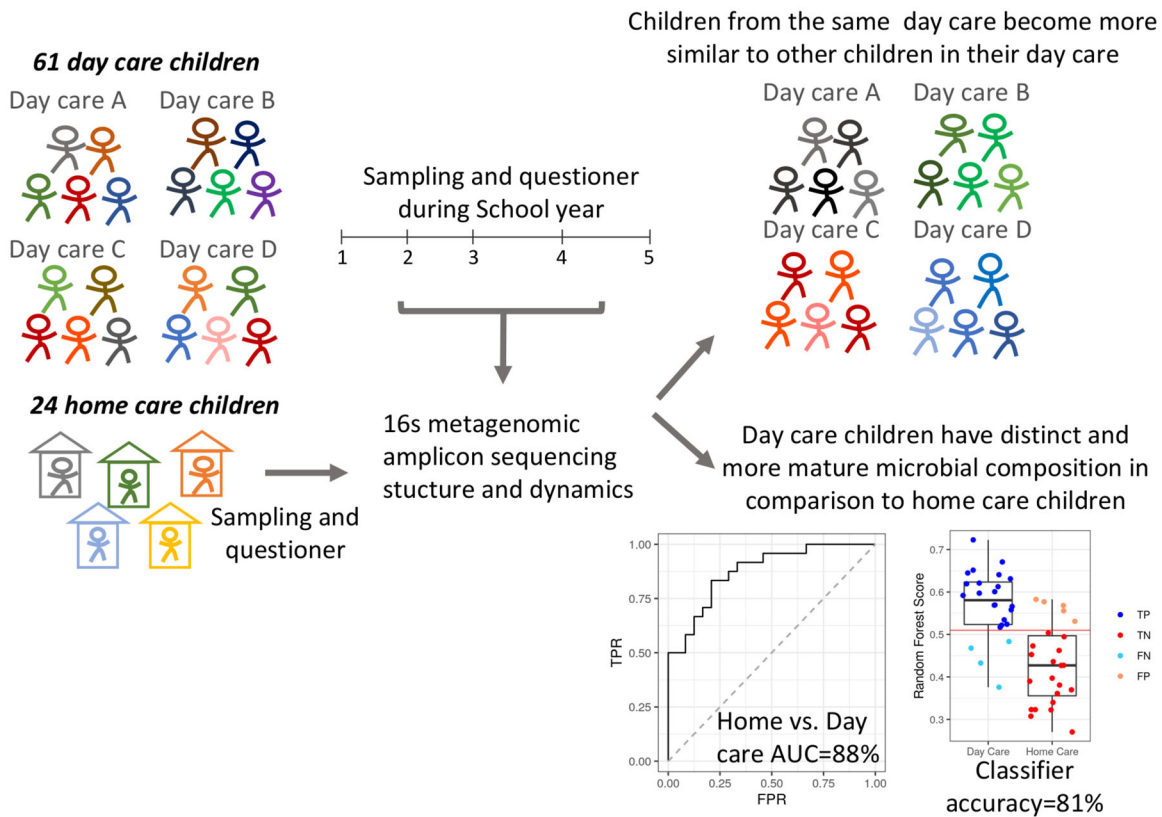 61 day care children
Day care A
Day care B
Day care C
Day care D
24 home care children
Sampling and
questioner
Sampling and questioner
during School year
1
2
3
4
5
16s metagenomic
amplicon sequencing
stucture and dynamics
Children from the same day care become more
similar to other children in their day care
Day care A
Day care B
Day care C
Day care D
Day care children have distinct and
more mature microbial composition in
comparison to home care children
TPR
1.00
0.75
0.50
0.25
0.00
Home vs. Day
care AUC=88%
0.00
0.25
0.50
0.75
1.00
FPR
Random Forest Score
0.7
0.6
0.5
0.4
0.3
Day Care
Home Care
TP
TN
FN
FP
Classifier
accuracy=81%